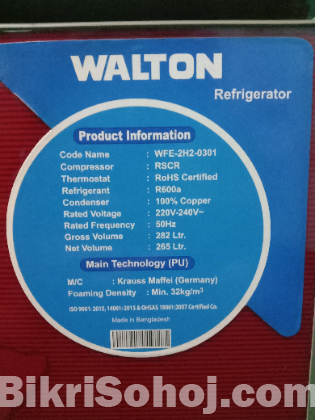 WALTON
Refrigerator
Product Information
Code Name : WFE-2H2-0301
Compressor : RSCR
Thermostat : RoHS Certified
Refrigerant : R600a
Condenser : 100% Copper
Rated Voltage : 220V-240V~
Rated Frequency : 50Hz
Gross Volume : 282 Ltr.
Net Volume : 265 Ltr.
Main Technology (PU)
M/C : Krauss Maffei (Germany)
Foaming Density : Min. 32kg/m³
ISO 9001: 2015, 14001: 2015 & OHSAS 18001:2007 Certified Co.
Made in Bangladesh
BikriSohoj.com